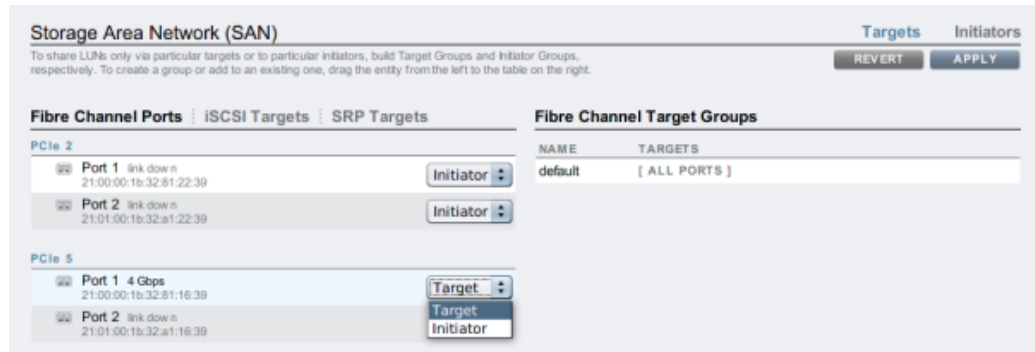 Storage Area Network (SAN)
Targets Initiators
To share LUNs only via particular targets or to particular initiators, build Target Groups and Initiator Groups,
respectively. To create a group or add to an existing one, drag the entity from the left to the table on the right.
REVERT APPLY
Fibre Channel Ports iSCSI Targets SRP Targets
Fibre Channel Target Groups
PCIe 2
NAME TARGETS
Port 1 link down
21:00:00:1b:32:81:22:39
Initiator
default [ ALL PORTS ]
Port 2 link down
21:01:00:1b:32:a1:22:39
Initiator
PCIe 5
Port 1 4 Gbps
21:00:00:1b:32:81:16:39
Target
Target
Initiator
Port 2 link down
21:01:00:1b:32:a1:16:39